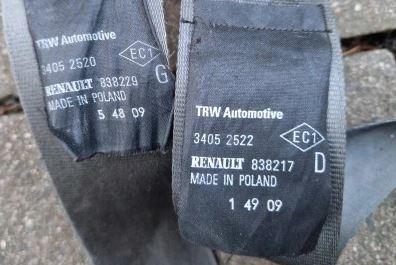 TRW Automotive
3405 2520 EC1
RENAULT 838229 G
MADE IN POLAND
5 48 09
TRW Automotive
3405 2522 EC1
RENAULT 838217 D
MADE IN POLAND
1 49 09